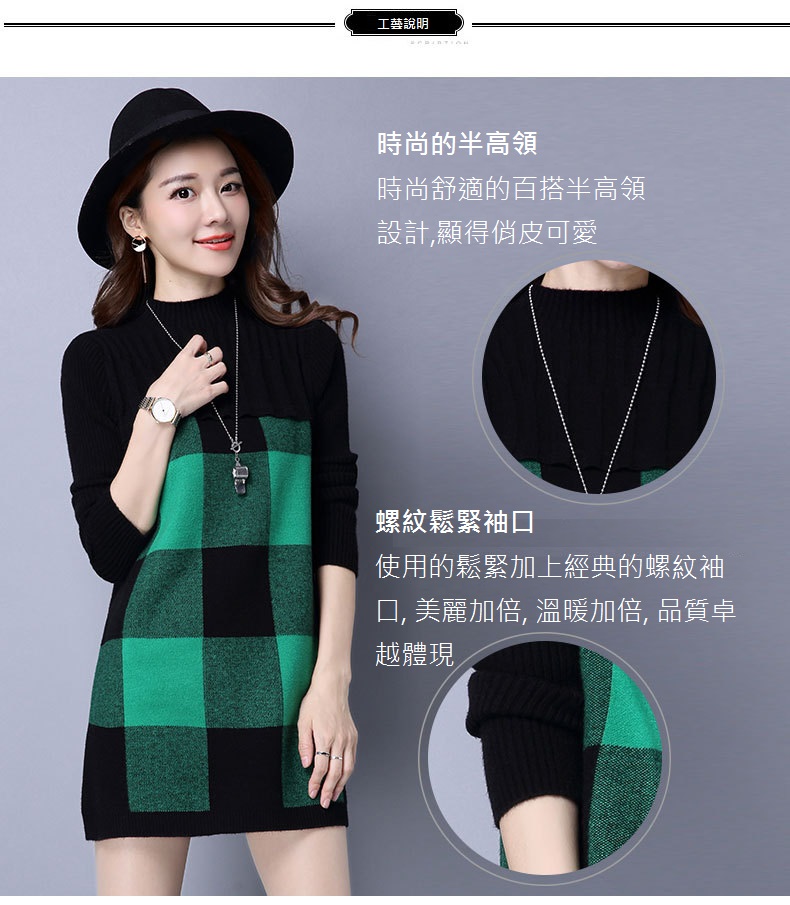 工藝說明
時尚的半高領
時尚舒適的百搭半高領
設計,顯得俏皮可愛
螺紋鬆緊袖口
使用的鬆緊加上經典的螺紋袖
口, 美麗加倍, 溫暖加倍, 品質卓
越體現